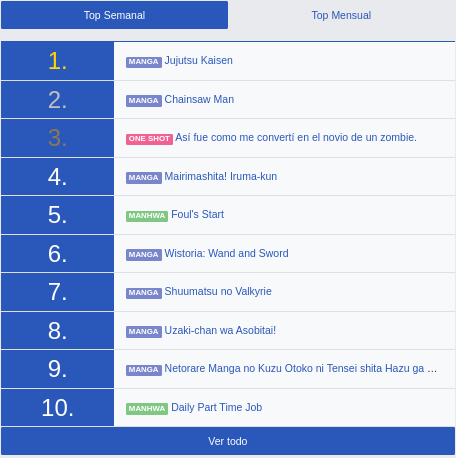 Top Semanal Top Mensual
1. MANGA Jujutsu Kaisen
2. MANGA Chainsaw Man
3. ONE SHOT Así fue como me convertí en el novio de un zombie.
4. MANGA Mairimashita! Iruma-kun
5. MANHWA Foul's Start
6. MANGA Wistoria: Wand and Sword
7. MANGA Shuumatsu no Valkyrie
8. MANGA Uzaki-chan wa Asobitai!
9. MANGA Netorare Manga no Kuzu Otoko ni Tensei shita Hazu ga ...
10. MANHWA Daily Part Time Job
Ver todo